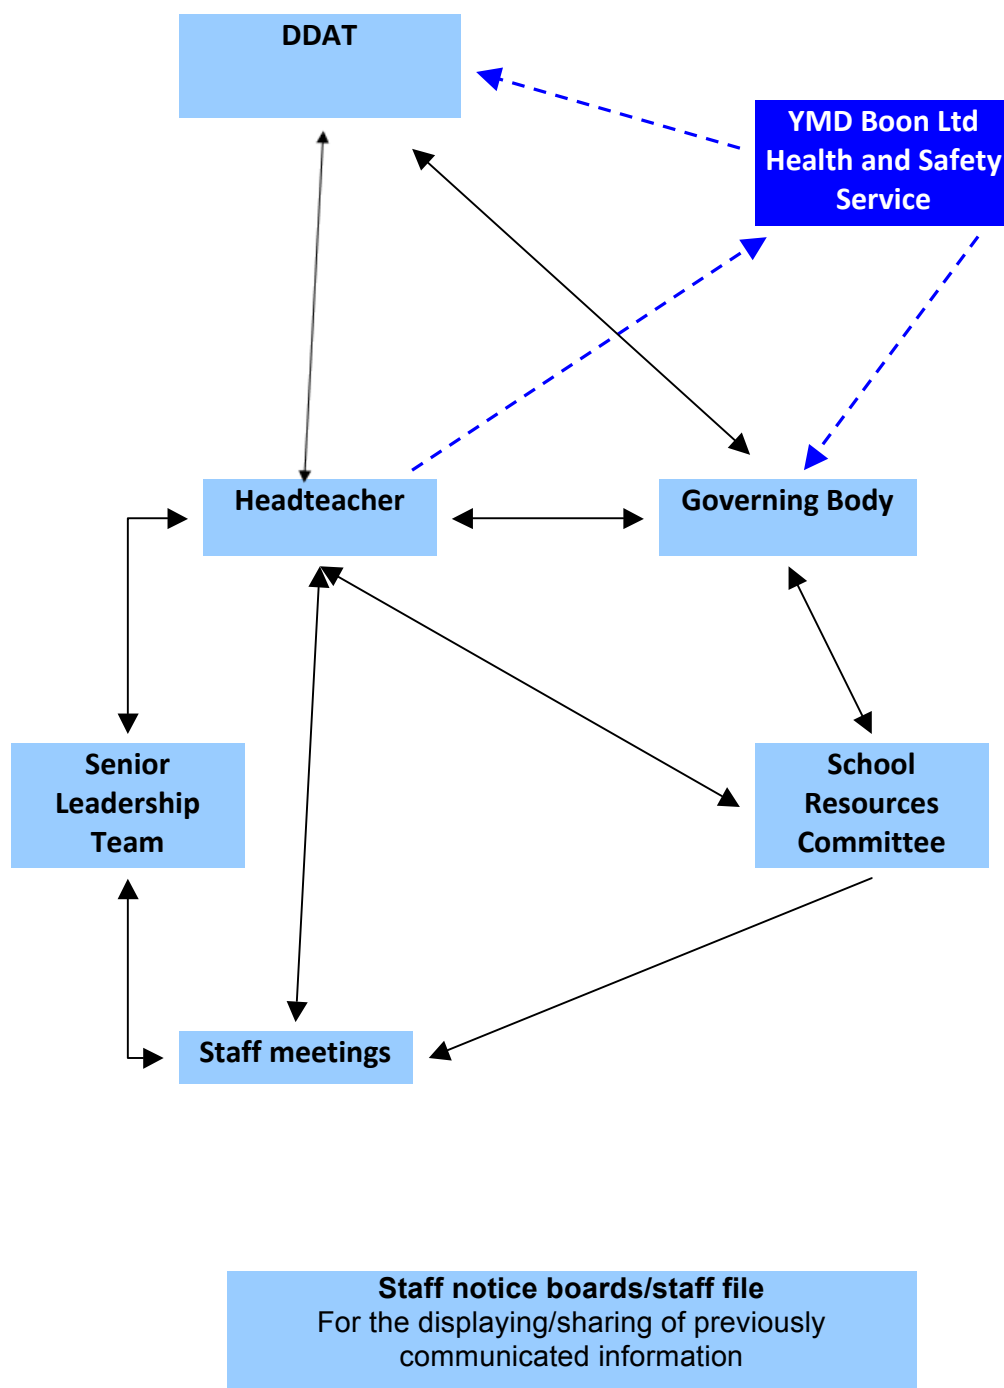 DDAT
YMD Boon Ltd
Health and Safety
Service
Headteacher
Governing Body
Senior
Leadership
Team
School
Resources
Committee
Staff meetings
Staff notice boards/staff file
For the displaying/sharing of previously
communicated information